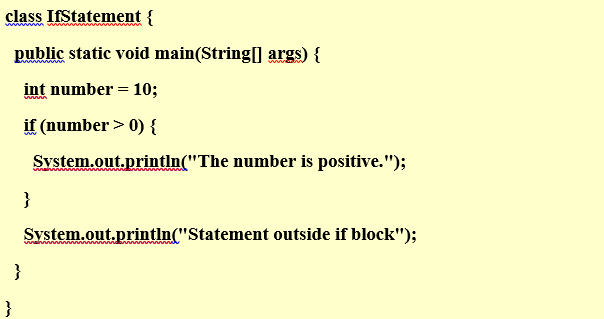 class IfStatement {
public static void main(String[] args) {
int number = 10;
if (number > 0) {
System.out.println("The number is positive.");
}
System.out.println("Statement outside if block");
}
}